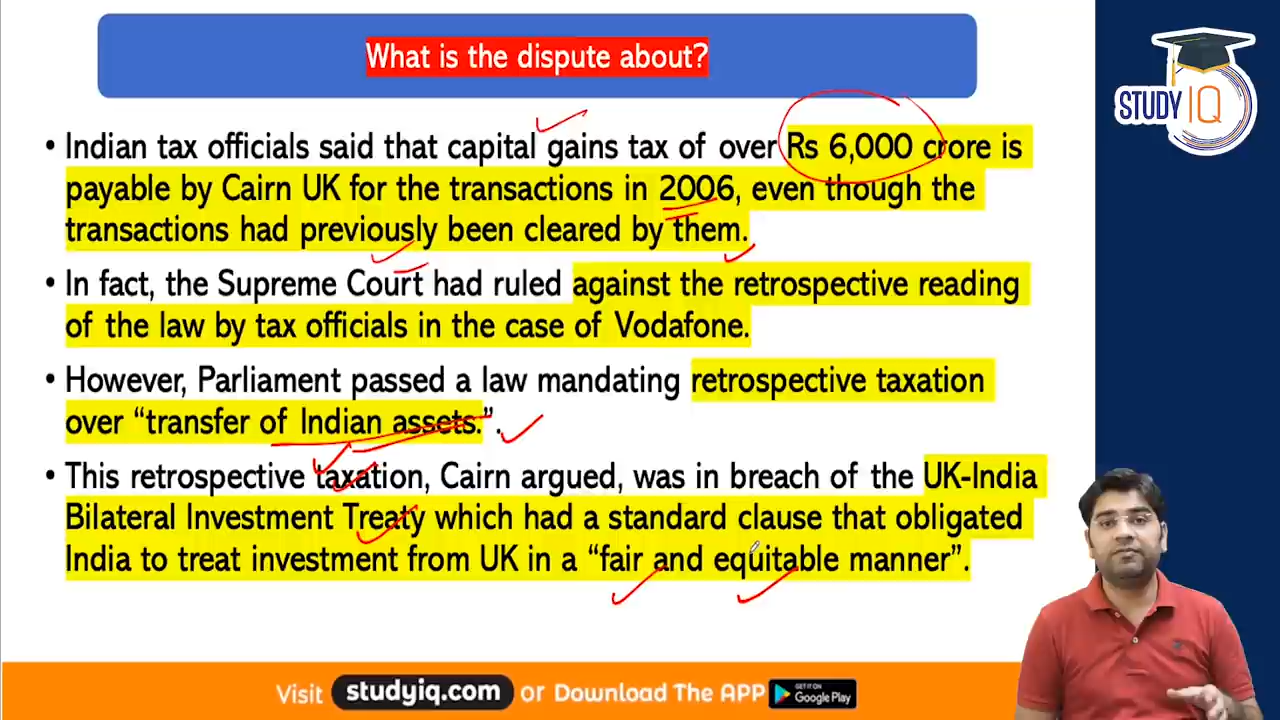 What is the dispute about?
STUDY IQ
• Indian tax officials said that capital gains tax of over Rs 6,000 crore is
payable by Cairn UK for the transactions in 2006, even though the
transactions had previously been cleared by them.
• In fact, the Supreme Court had ruled against the retrospective reading
of the law by tax officials in the case of Vodafone.
• However, Parliament passed a law mandating retrospective taxation
over “transfer of Indian assets.”.
• This retrospective taxation, Cairn argued, was in breach of the UK-India
Bilateral Investment Treaty which had a standard clause that obligated
India to treat investment from UK in a “fair and equitable manner”.
Visit studyiq.com or Download The APP
GET IT ON
Google Play